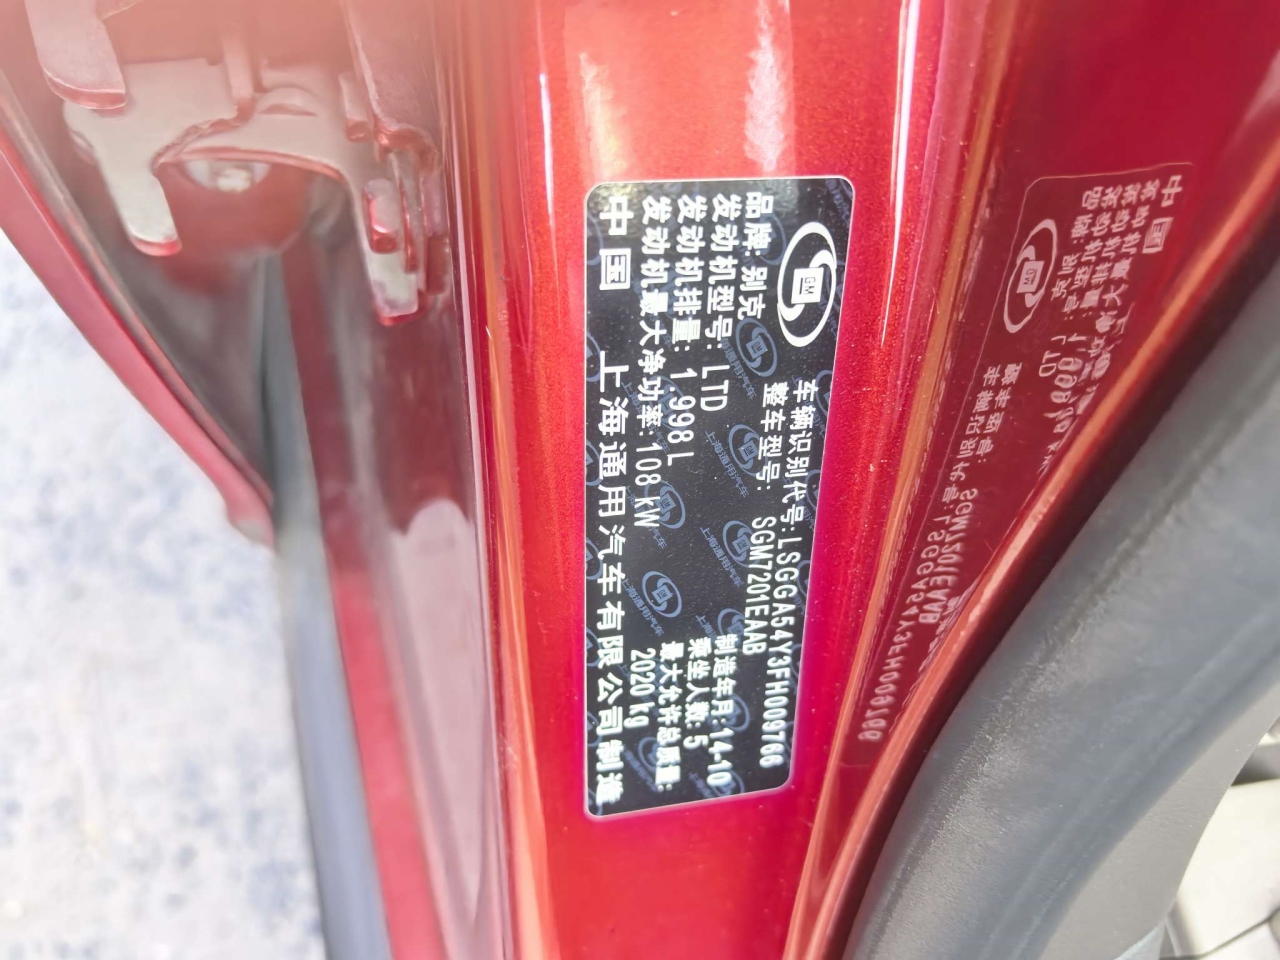 GM
车辆识别代号:LSGGA54Y3FH009766
品牌:别克
整车型号: SGM7201EAAB
发动机型号:LTD
制造年月:14-10
发动机排量:1.998L
乘坐人数:5
发动机最大净功率:108 kW
最大允许总质量:
2020 kg
中国
上海通用汽车有限公司制造